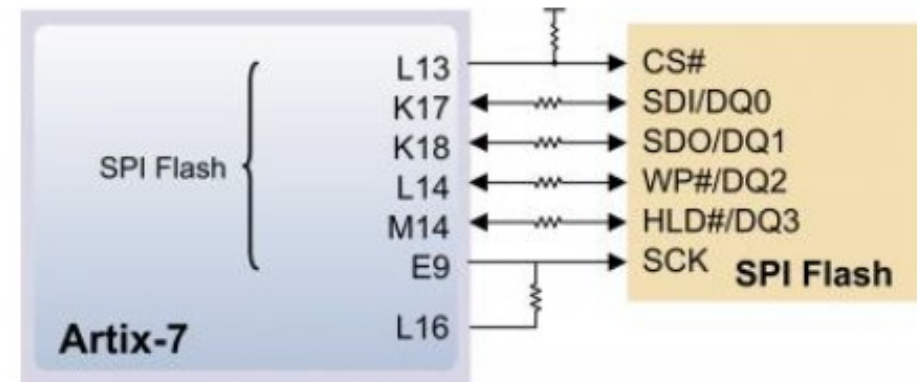 L13
CS#
K17
SDI/DQ0
K18
SDO/DQ1
SPI Flash
L14
WP#/DQ2
M14
HLD#/DQ3
E9
SCK
SPI Flash
L16
Artix-7